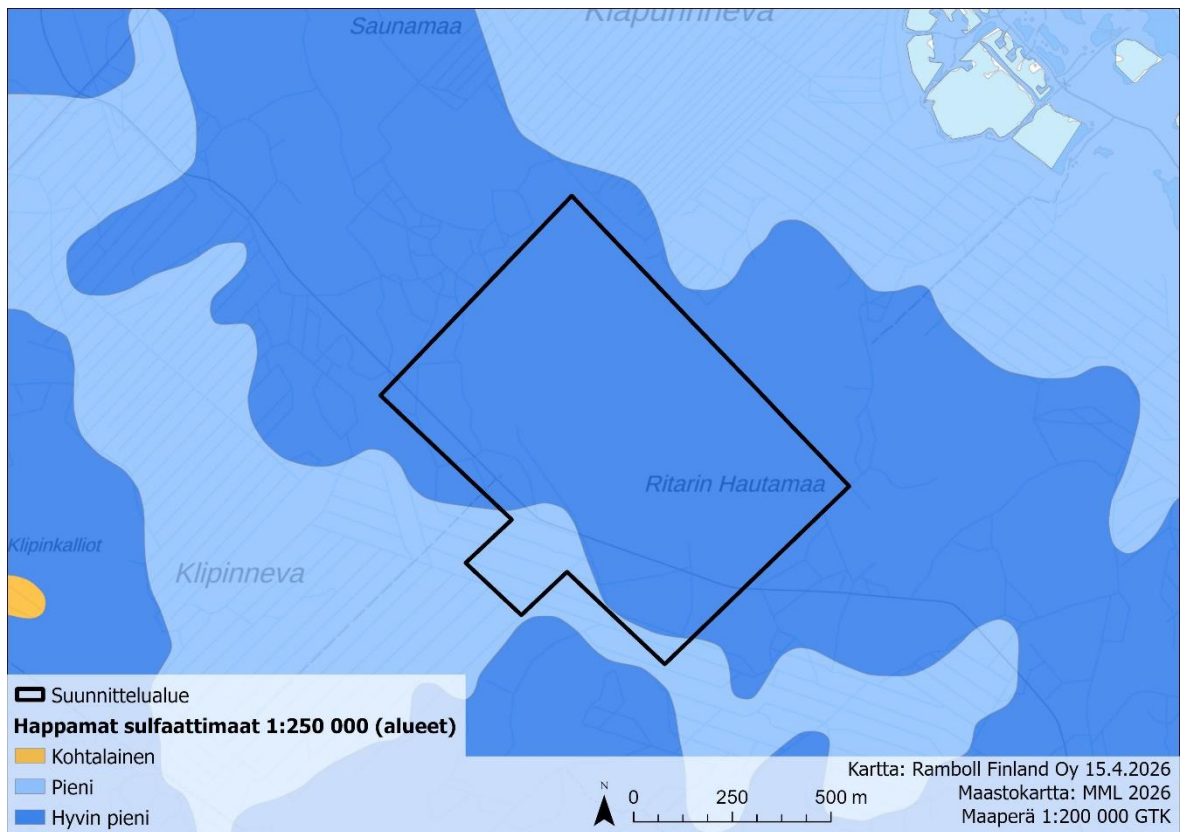 Saunamaa
Klapurinneva
Ritarin Hautamaa
Klipinkalliot
Klipinneva
Suunnittelualue
Happamat sulfaattimaat 1:250 000 (alueet)
Kohtalainen
Pieni
Hyvin pieni
N
0 250 500 m
Kartta: Ramboll Finland Oy 15.4.2026
Maastokartta: MML 2026
Maaperä 1:200 000 GTK